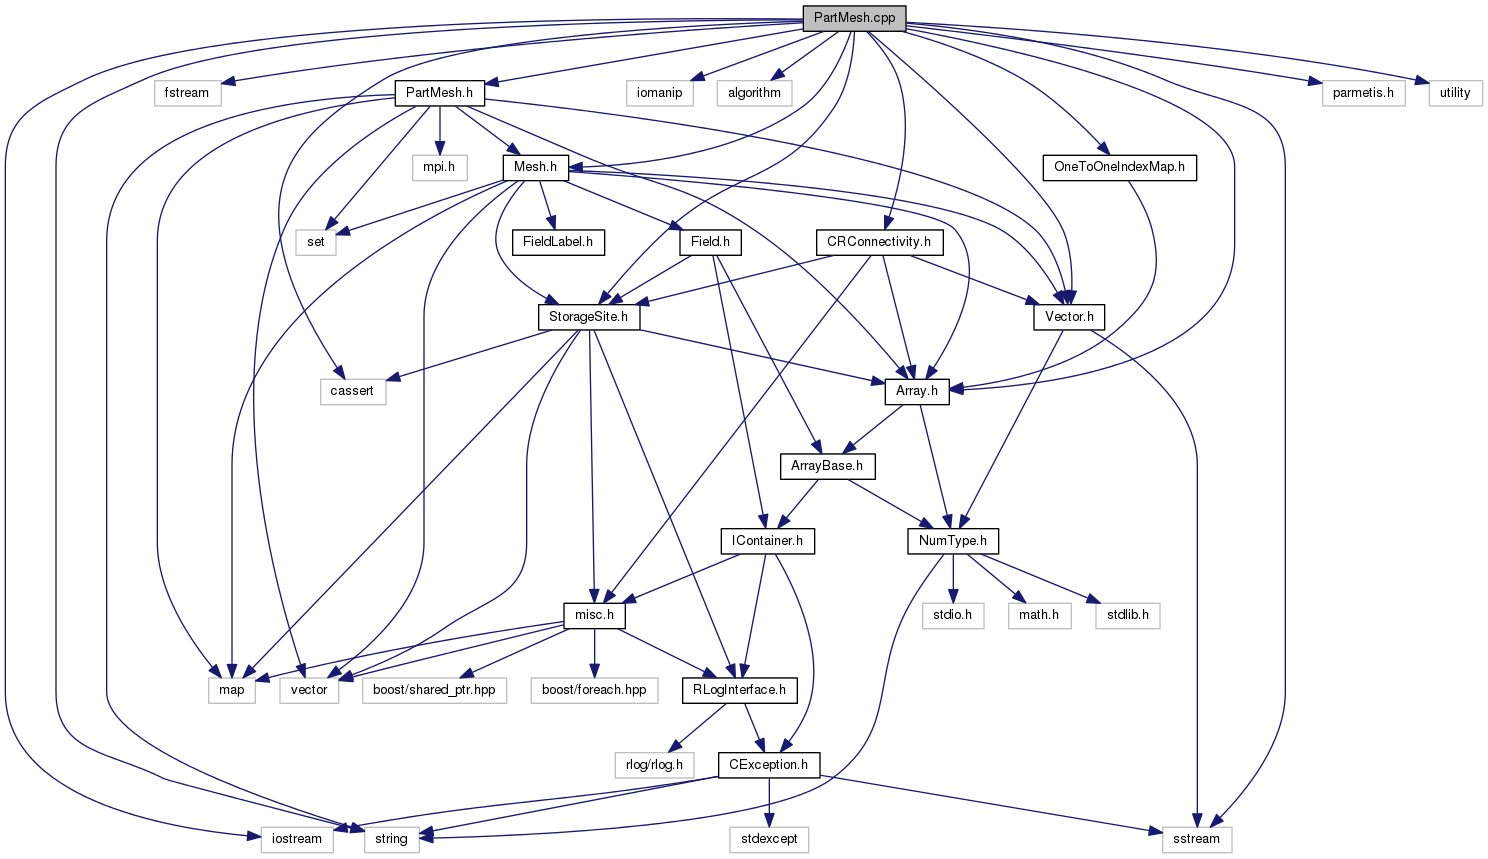 PartMesh.cpp
fstream
PartMesh.h
iomanip
algorithm
parmetis.h
utility
mpi.h
Mesh.h
OneToOneIndexMap.h
set
FieldLabel.h
Field.h
CRConnectivity.h
StorageSite.h
Vector.h
cassert
Array.h
ArrayBase.h
IContainer.h
NumType.h
misc.h
stdio.h
math.h
stdlib.h
map
vector
boost/shared_ptr.hpp
boost/foreach.hpp
RLogInterface.h
rlog/rlog.h
CException.h
iostream
string
stdexcept
sstream